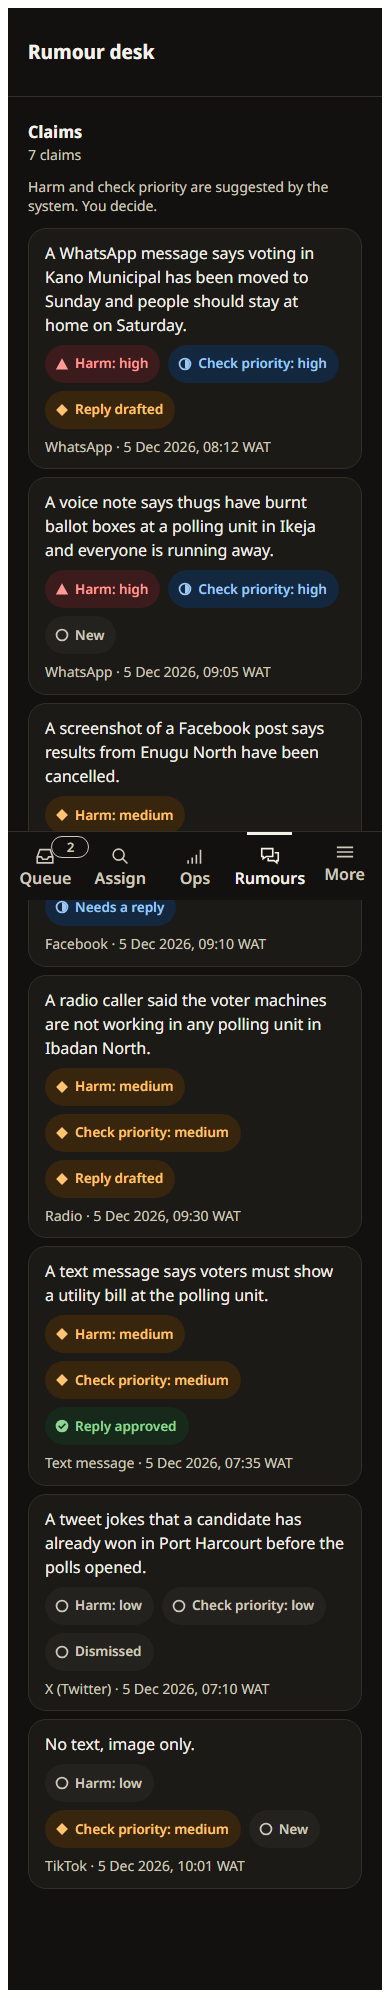 Rumour desk
Claims
7 claims
Harm and check priority are suggested by the
system. You decide.
A WhatsApp message says voting in
Kano Municipal has been moved to
Sunday and people should stay at
home on Saturday.
Harm: high
Check priority: high
Reply drafted
WhatsApp · 5 Dec 2026, 08:12 WAT
A voice note says thugs have burnt
ballot boxes at a polling unit in Ikeja
and everyone is running away.
Harm: high
Check priority: high
New
WhatsApp · 5 Dec 2026, 09:05 WAT
A screenshot of a Facebook post says
results from Enugu North have been
cancelled.
Harm: medium
2
Queue
Assign
Ops
Rumours
More
Needs a reply
Facebook · 5 Dec 2026, 09:10 WAT
A radio caller said the voter machines
are not working in any polling unit in
Ibadan North.
Harm: medium
Check priority: medium
Reply drafted
Radio · 5 Dec 2026, 09:30 WAT
A text message says voters must show
a utility bill at the polling unit.
Harm: medium
Check priority: medium
Reply approved
Text message · 5 Dec 2026, 07:35 WAT
A tweet jokes that a candidate has
already won in Port Harcourt before the
polls opened.
Harm: low
Check priority: low
Dismissed
X (Twitter) · 5 Dec 2026, 07:10 WAT
No text, image only.
Harm: low
Check priority: medium
New
TikTok · 5 Dec 2026, 10:01 WAT